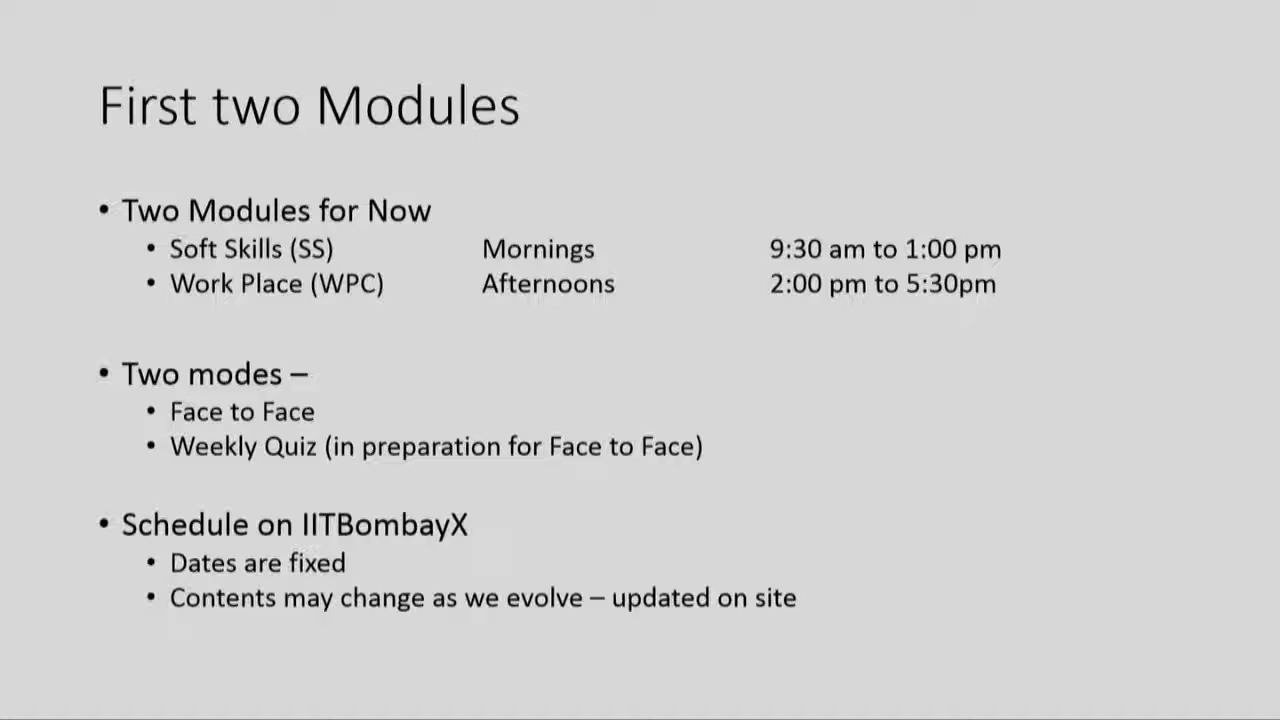 First two Modules
• Two Modules for Now
• Soft Skills (SS) Mornings 9:30 am to 1:00 pm
• Work Place (WPC) Afternoons 2:00 pm to 5:30pm
• Two modes –
• Face to Face
• Weekly Quiz (in preparation for Face to Face)
• Schedule on IITBombayX
• Dates are fixed
• Contents may change as we evolve – updated on site